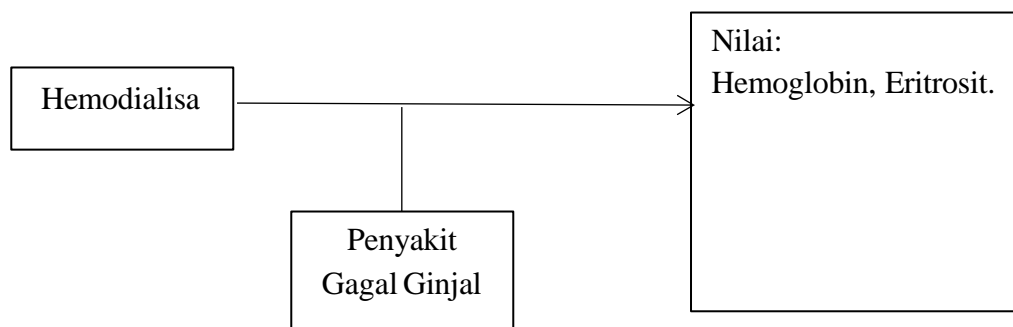 Hemodialisa
Nilai:
Hemoglobin, Eritrosit.
Penyakit
Gagal Ginjal